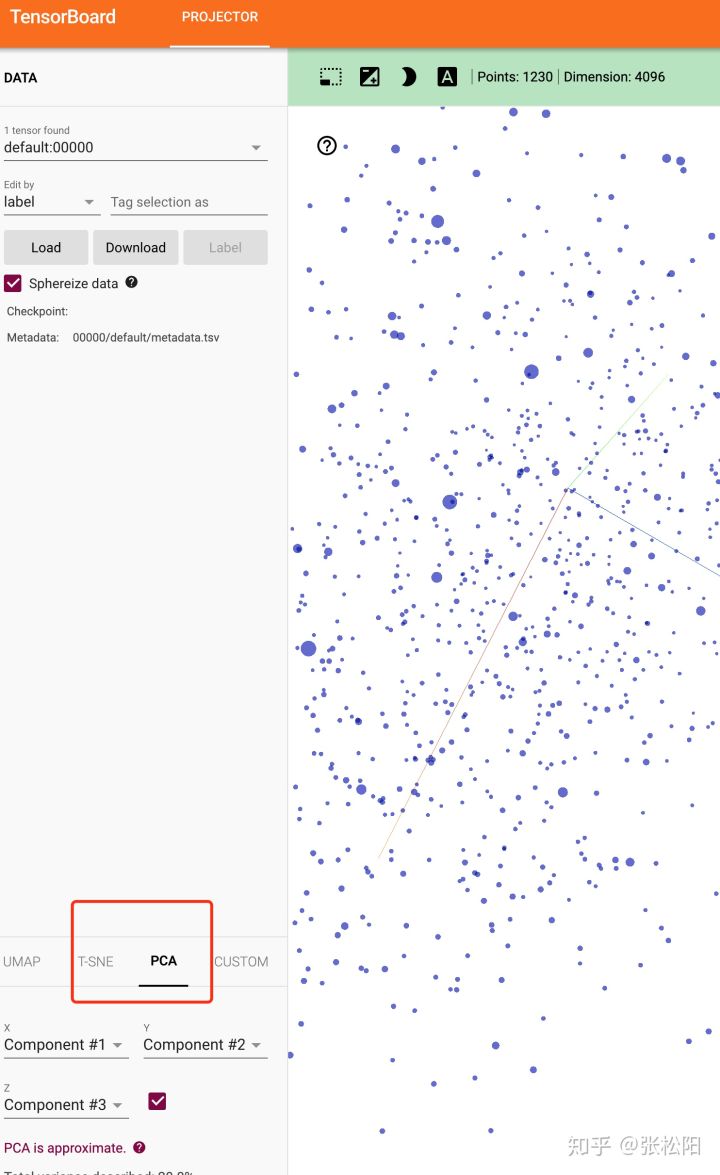 TensorBoard PROJECTOR
DATA
Points: 1230 Dimension: 4096
1 tensor found
default:00000
Edit by
label Tag selection as
Load Download Label
Sphereize data
Checkpoint:
Metadata: 00000/default/metadata.tsv
UMAP T-SNE PCA CUSTOM
X Y
Component #1 Component #2
Z
Component #3
PCA is approximate.
Total variance described:
知乎 @张松阳